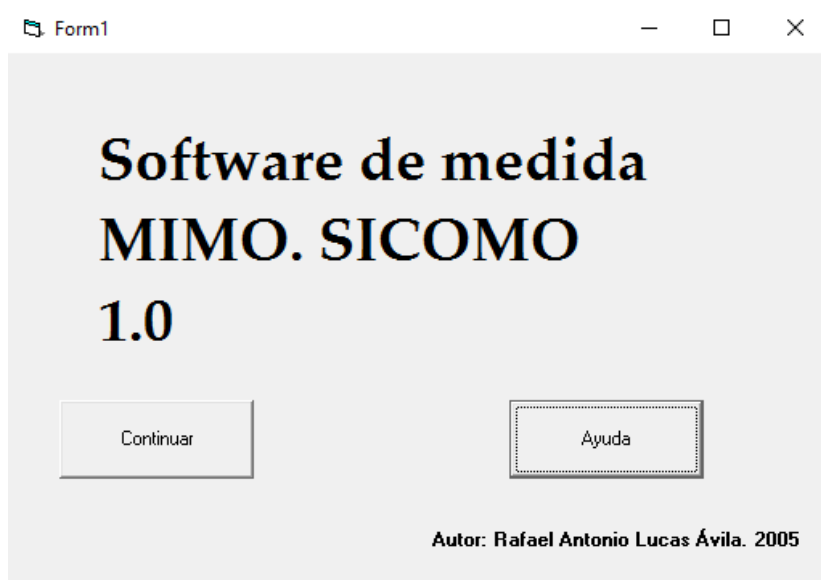 Form1
Software de medida
MIMO. SICOMO
1.0
Continuar
Ayuda
Autor: Rafael Antonio Lucas Ávila. 2005